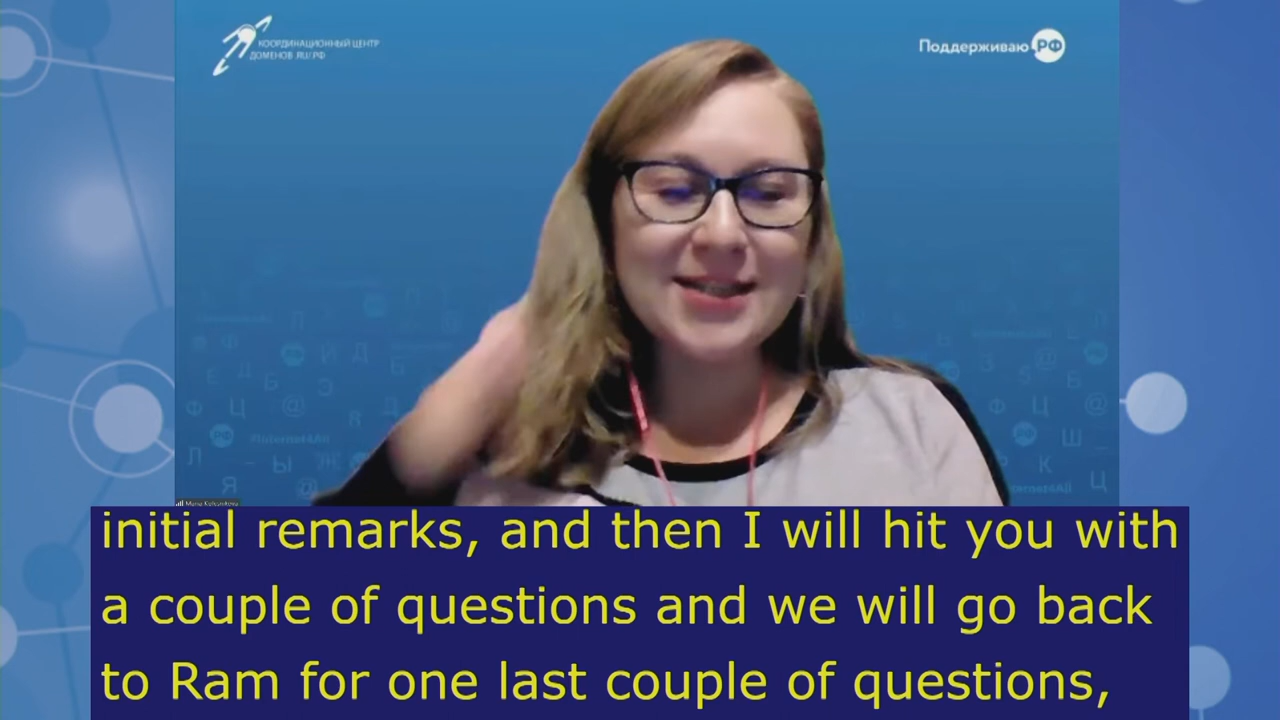 КООРДИНАЦИОННЫЙ ЦЕНТР
ДОМЕНОВ .RU/.РФ
Поддерживаю РФ
initial remarks, and then I will hit you with
a couple of questions and we will go back
to Ram for one last couple of questions,